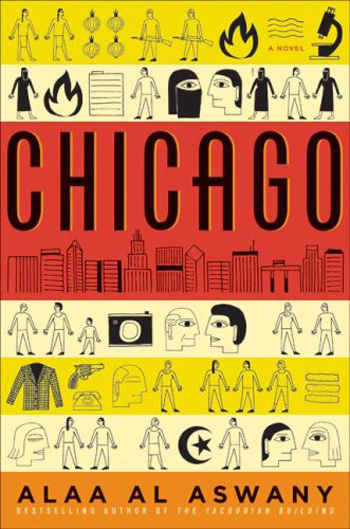 A NOVEL
CHICAGO
ALAA AL ASWANY
BESTSELLING AUTHOR OF THE YACOUBIAN BUILDING